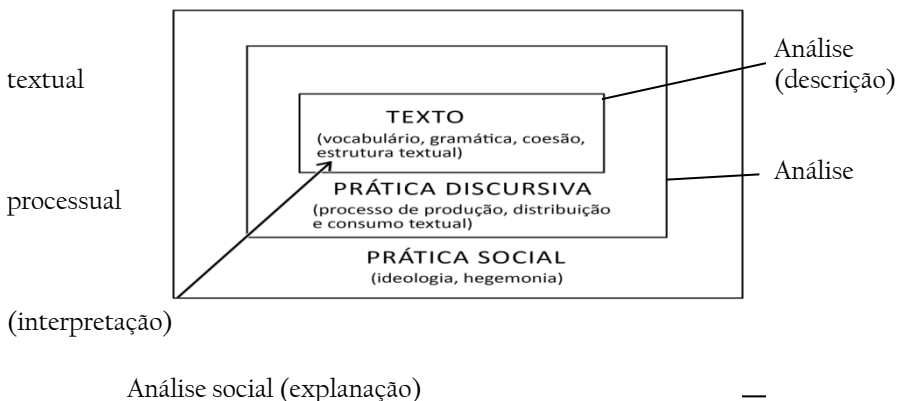 Análise
textual
(descrição)
TEXTO
(vocabulário, gramática, coesão,
estrutura textual)
Análise
PRÁTICA DISCURSIVA
processual
(processo de produção, distribuição
e consumo textual)
PRÁTICA SOCIAL
(ideologia, hegemonia)
(interpretação)
Análise social (explanação)